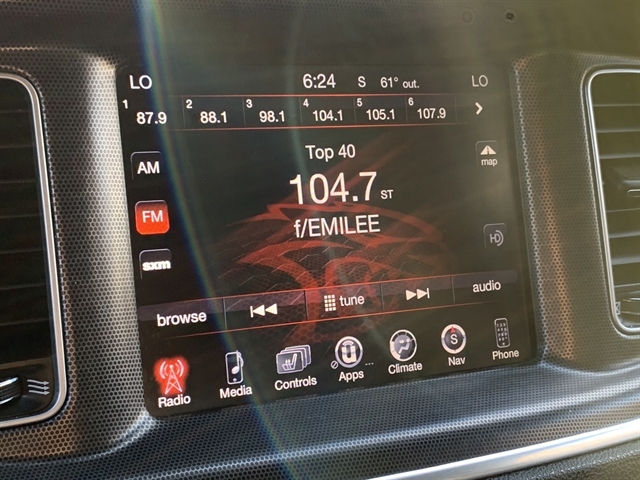 LO 6:24 S 61° out. LO
1 87.9 2 88.1 3 98.1 4 104.1 5 105.1 6 107.9
AM Top 40 map
104.7 ST
FM f/EMILEE
HD
sxm
browse tune audio
Radio Media Controls Apps ... Climate S Nav Phone